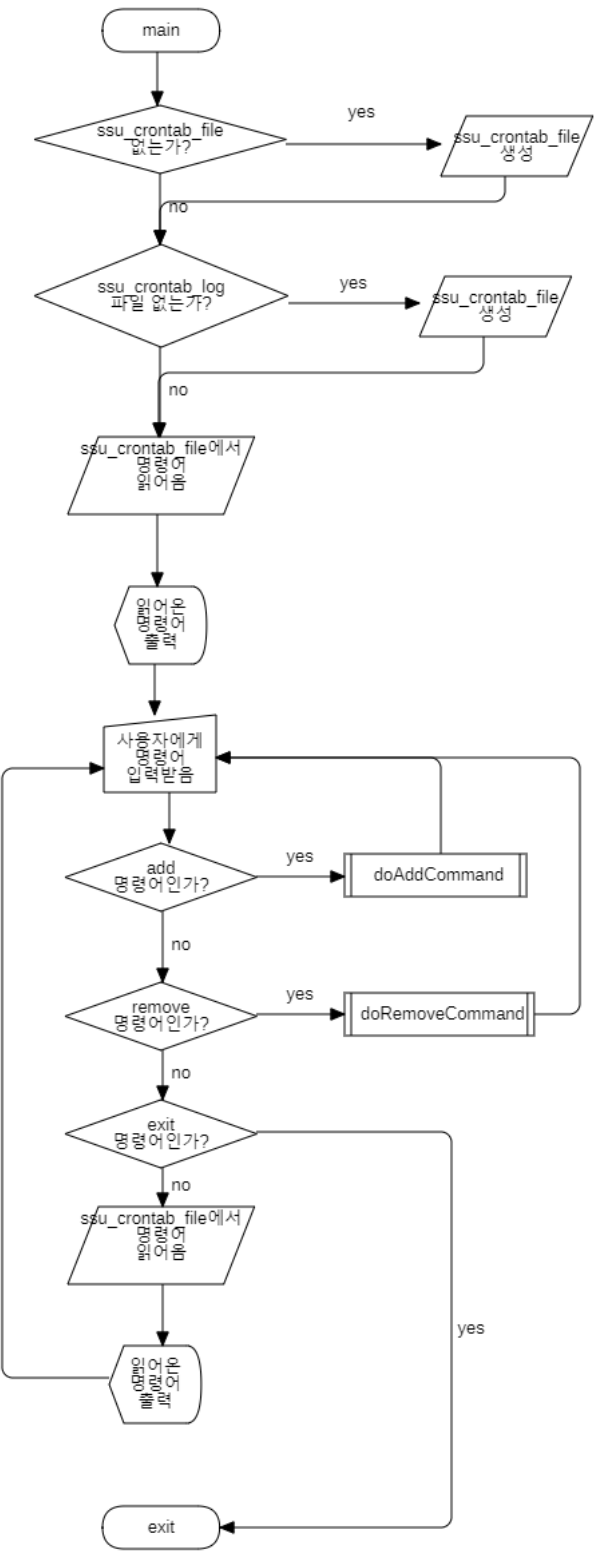 main
ssu_crontab_file
없는가?
yes
ssu_crontab_file
생성
no
ssu_crontab_log
파일 없는가?
yes
ssu_crontab_file
생성
no
ssu_crontab_file에서
명령어
읽어옴
읽어온
명령어
출력
사용자에게
명령어
입력받음
add
명령어인가?
yes
doAddCommand
no
remove
명령어인가?
yes
doRemoveCommand
no
exit
명령어인가?
no
ssu_crontab_file에서
명령어
읽어옴
yes
읽어온
명령어
출력
exit